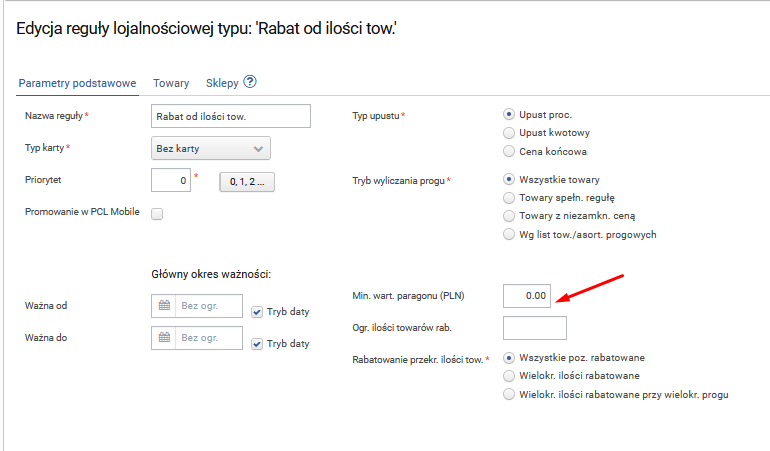 Edycja reguły lojalnościowej typu: 'Rabat od ilości tow.'
Parametry podstawowe Towary Sklepy ?
Nazwa reguły * Rabat od ilości tow.
Typ karty * Bez karty
Priorytet 0 * 0, 1, 2 ...
Promowanie w PCL Mobile
Typ upustu * Upust proc.
Upust kwotowy
Cena końcowa
Tryb wyliczania progu * Wszystkie towary
Towary spełn. regułę
Towary z niezamkn. ceną
Wg list tow./asort. progowych
Główny okres ważności:
Ważna od Bez ogr. Tryb daty
Ważna do Bez ogr. Tryb daty
Min. wart. paragonu (PLN) 0.00
Ogr. ilości towarów rab.
Rabatowanie przekr. ilości tow. * Wszystkie poz. rabatowane
Wielokr. ilości rabatowane
Wielokr. ilości rabatowane przy wielokr. progu